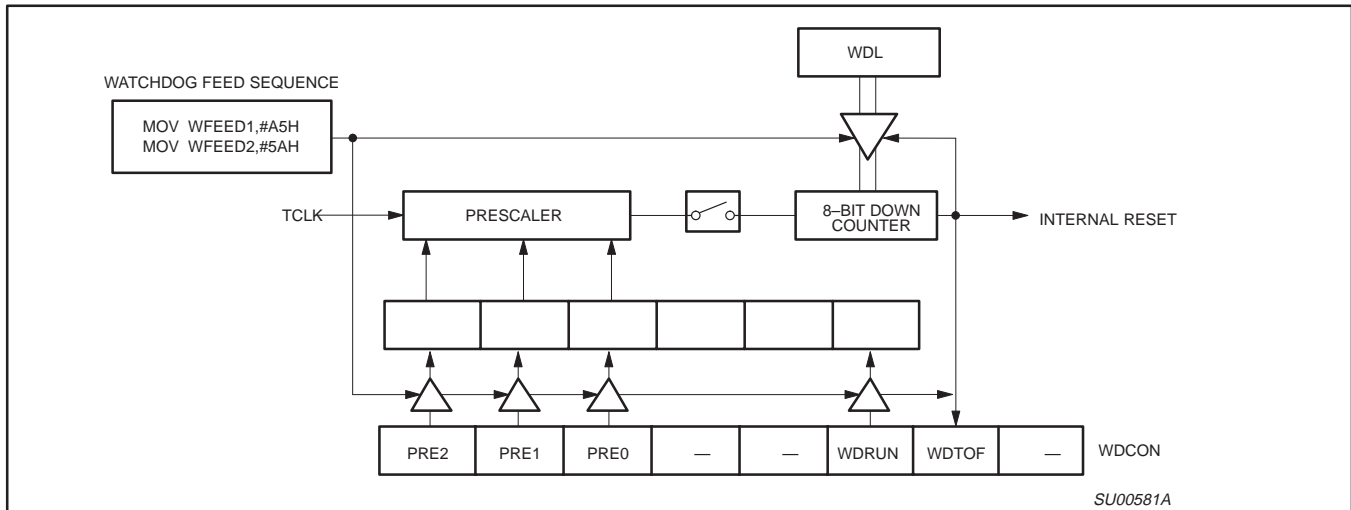 WDL
WATCHDOG FEED SEQUENCE
MOV WFEED1,#A5H
MOV WFEED2,#5AH
TCLK
PRESCALER
8–BIT DOWN
COUNTER
INTERNAL RESET
PRE2 PRE1 PRE0 — — WDRUN WDTOF — WDCON
SU00581A